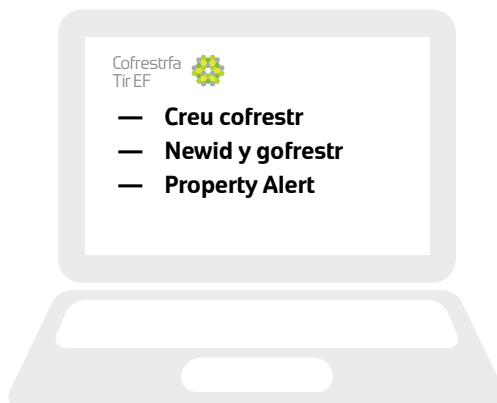 Cofrestrfa
Tir EF
— Creu cofrestr
— Newid y gofrestr
— Property Alert